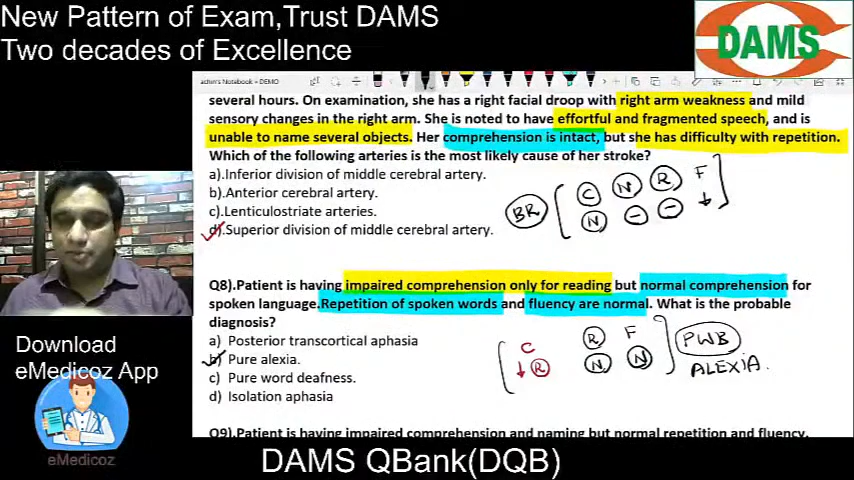 New Pattern of Exam,Trust DAMS
Two decades of Excellence
DAMS
achin's Notebook » DEMO
several hours. On examination, she has a right facial droop with right arm weakness and mild
sensory changes in the right arm. She is noted to have effortful and fragmented speech, and is
unable to name several objects. Her comprehension is intact, but she has difficulty with repetition.
Which of the following arteries is the most likely cause of her stroke?
a).Inferior division of middle cerebral artery.
b).Anterior cerebral artery.
c).Lenticulostriate arteries.
d).Superior division of middle cerebral artery.
BR
C N R F
N - - ↓
Q8).Patient is having impaired comprehension only for reading but normal comprehension for
spoken language.Repetition of spoken words and fluency are normal. What is the probable
diagnosis?
a) Posterior transcortical aphasia
b) Pure alexia.
c) Pure word deafness.
d) Isolation aphasia
C R F
↓ R N N
PWB
ALEXIA.
Q9).Patient is having impaired comprehension and naming but normal repetition and fluency.
Download
eMedicoz App
eMedicoz
DAMS QBank(DQB)